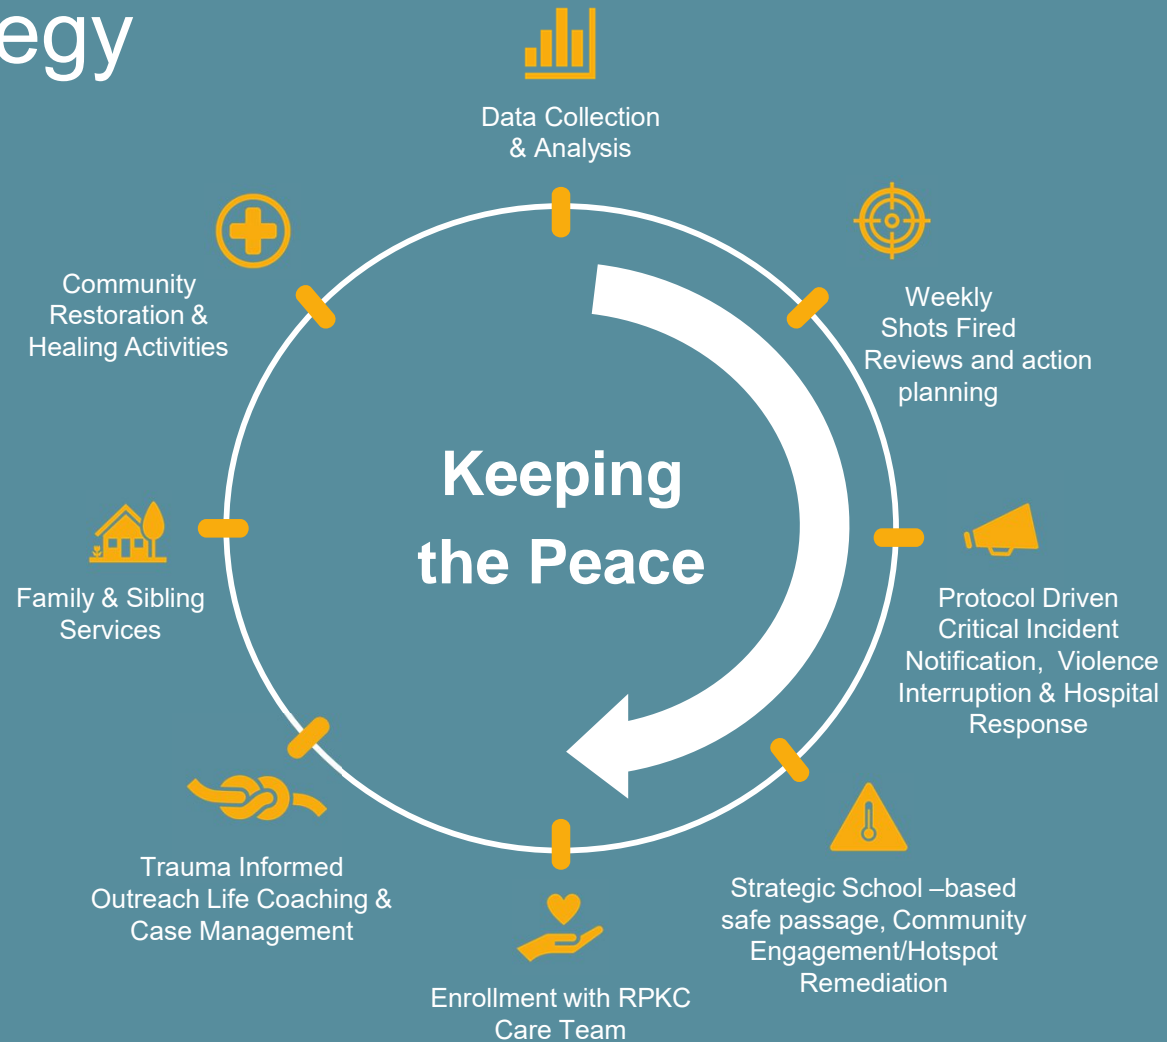 egy
Data Collection
& Analysis
Weekly
Shots Fired
Reviews and action
planning
Protocol Driven
Critical Incident
Notification, Violence
Interruption & Hospital
Response
Strategic School –based
safe passage, Community
Engagement/Hotspot
Remediation
Enrollment with RPKC
Care Team
Trauma Informed
Outreach Life Coaching &
Case Management
Family & Sibling
Services
Community
Restoration &
Healing Activities
Keeping
the Peace